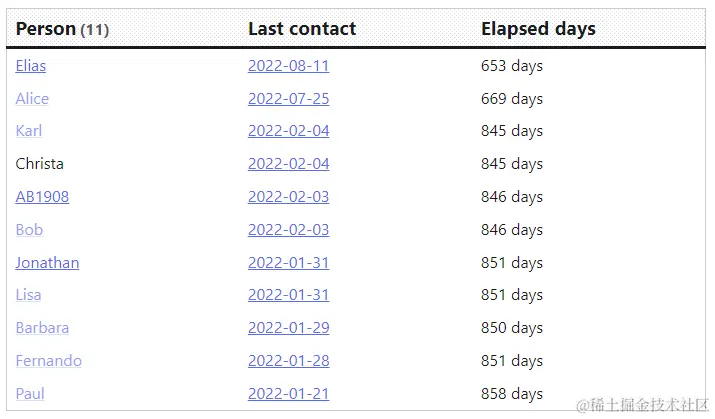 Person (11) Last contact Elapsed days
Elias 2022-08-11 653 days
Alice 2022-07-25 669 days
Karl 2022-02-04 845 days
Christa 2022-02-04 845 days
AB1908 2022-02-03 846 days
Bob 2022-02-03 846 days
Jonathan 2022-01-31 851 days
Lisa 2022-01-31 851 days
Barbara 2022-01-29 850 days
Fernando 2022-01-28 851 days
Paul 2022-01-21 858 days
@稀土掘金技术社区